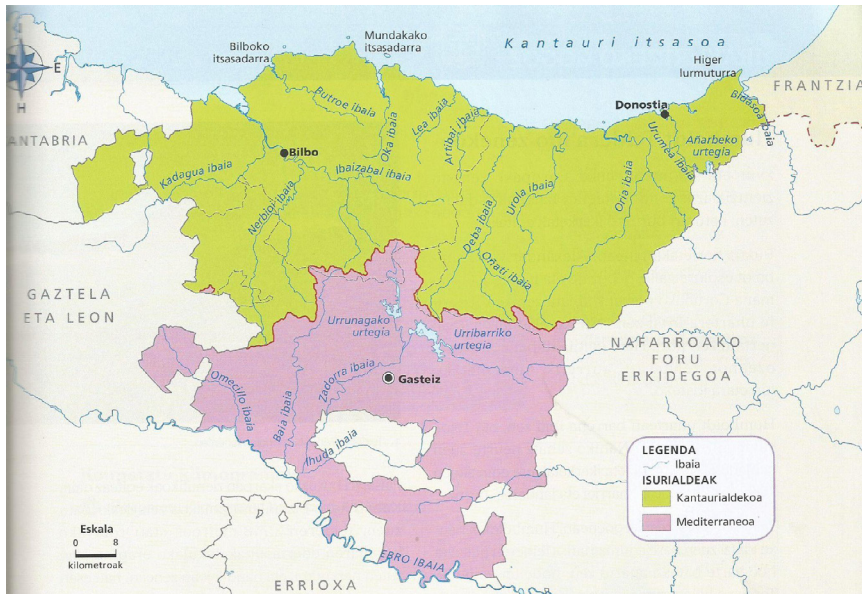 Bilboko
itsasadarra
Mundakako
itsasadarra
Kantauri itsasoa
Higer
lurmuturra
E
H
FRANTZIA
Donostia
Bidasoa ibaia
Butroe ibaia
Oka ibaia
Lea ibaia
Artibai ibaia
Urumea ibaia
Añarbeko
urtegia
ANTABRIA
Bilbo
Kadagua ibaia
Ibaizabal ibaia
Nerbioi ibaia
Deba ibaia
Urola ibaia
Oria ibaia
Oñati ibaia
GAZTELA
ETA LEON
Urrunagako
urtegia
Urribarriko
urtegia
NAFARROAKO
FORU
ERKIDEGOA
Omecillo ibaia
Baia ibaia
Zadorra ibaia
Gasteiz
Ihuda ibaia
LEGENDA
Ibaia
ISURIALDEAK
Kantaurialdekoa
Mediterraneoa
Eskala
0 8
kilometroak
EBRO IBAIA
ERRIOXA